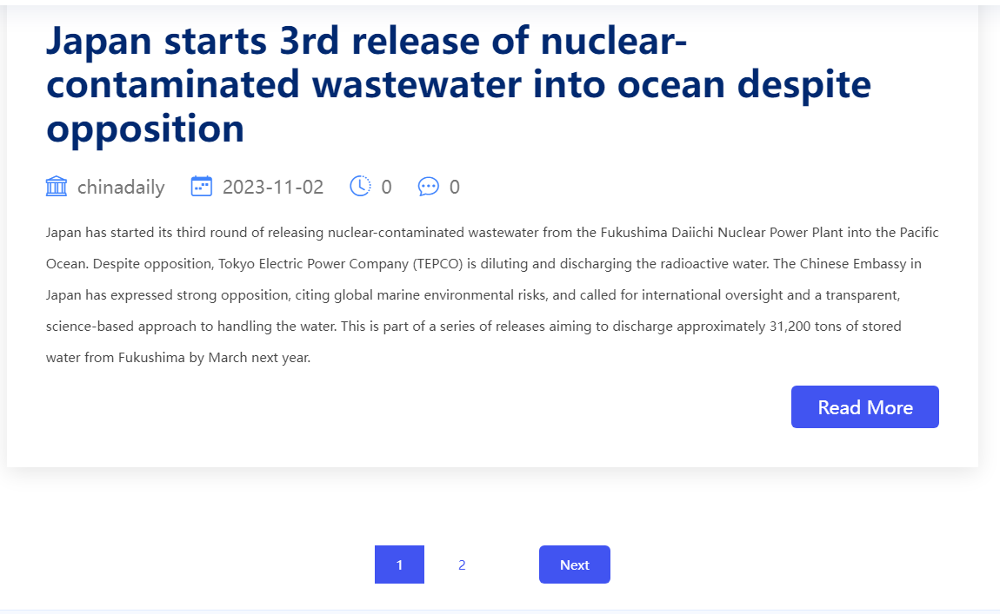 Japan starts 3rd release of nuclear-
contaminated wastewater into ocean despite
opposition
chinadaily 2023-11-02 0 0
Japan has started its third round of releasing nuclear-contaminated wastewater from the Fukushima Daiichi Nuclear Power Plant into the Pacific
Ocean. Despite opposition, Tokyo Electric Power Company (TEPCO) is diluting and discharging the radioactive water. The Chinese Embassy in
Japan has expressed strong opposition, citing global marine environmental risks, and called for international oversight and a transparent,
science-based approach to handling the water. This is part of a series of releases aiming to discharge approximately 31,200 tons of stored
water from Fukushima by March next year.
Read More
1 2 Next